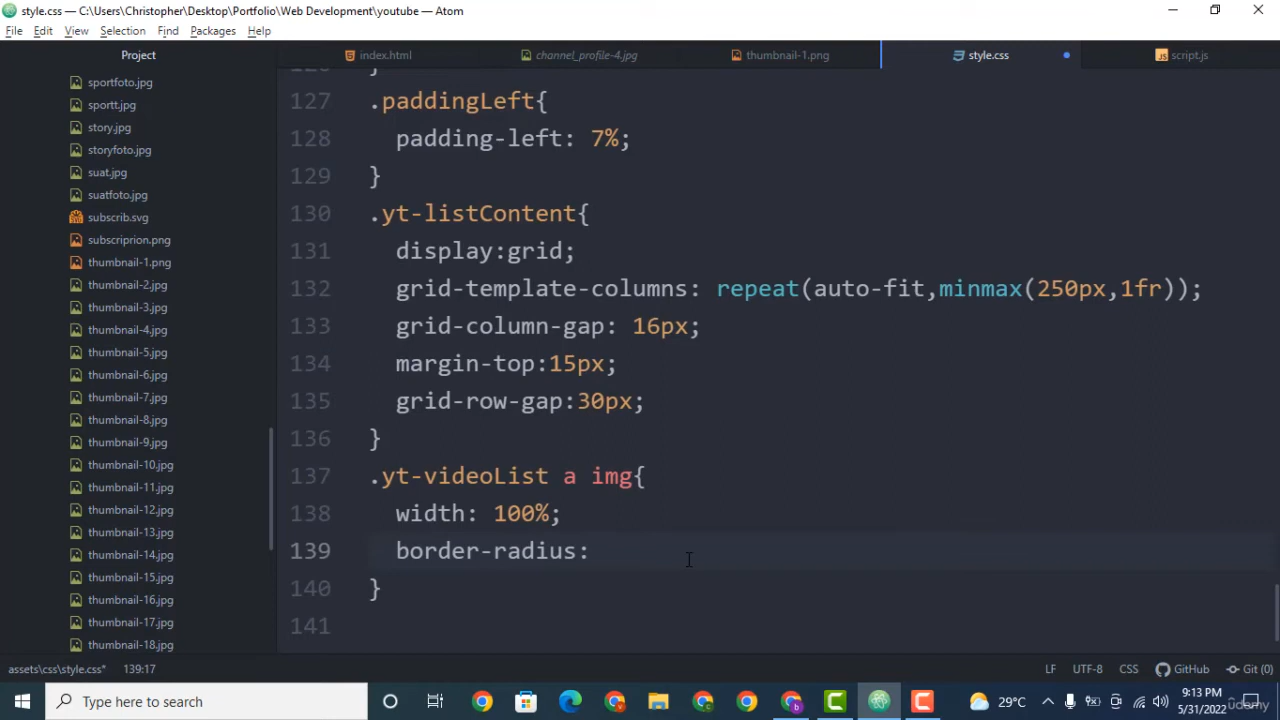 style.css — C:\Users\Christopher\Desktop\Portfolio\Web Development\youtube — Atom
File Edit View Selection Find Packages Help
Project
index.html
channel_profile-4.jpg
thumbnail-1.png
style.css
script.js
sportfoto.jpg
sportt.jpg
story.jpg
storyfoto.jpg
suat.jpg
suatfoto.jpg
subscrib.svg
subscriprion.png
thumbnail-1.png
thumbnail-2.jpg
thumbnail-3.jpg
thumbnail-4.jpg
thumbnail-5.jpg
thumbnail-6.jpg
thumbnail-7.jpg
thumbnail-8.jpg
thumbnail-9.jpg
thumbnail-10.jpg
thumbnail-11.jpg
thumbnail-12.jpg
thumbnail-13.jpg
thumbnail-14.jpg
thumbnail-15.jpg
thumbnail-16.jpg
thumbnail-17.jpg
thumbnail-18.jpg
126 }
127 .paddingLeft{
128 padding-left: 7%;
129 }
130 .yt-listContent{
131 display:grid;
132 grid-template-columns: repeat(auto-fit,minmax(250px,1fr));
133 grid-column-gap: 16px;
134 margin-top:15px;
135 grid-row-gap:30px;
136 }
137 .yt-videoList a img{
138 width: 100%;
139 border-radius:
140 }
141
assets\css\style.css* 139:17
LF UTF-8 CSS GitHub Git (0)
Type here to search
29°C
9:13 PM
5/31/2022
ûdemy